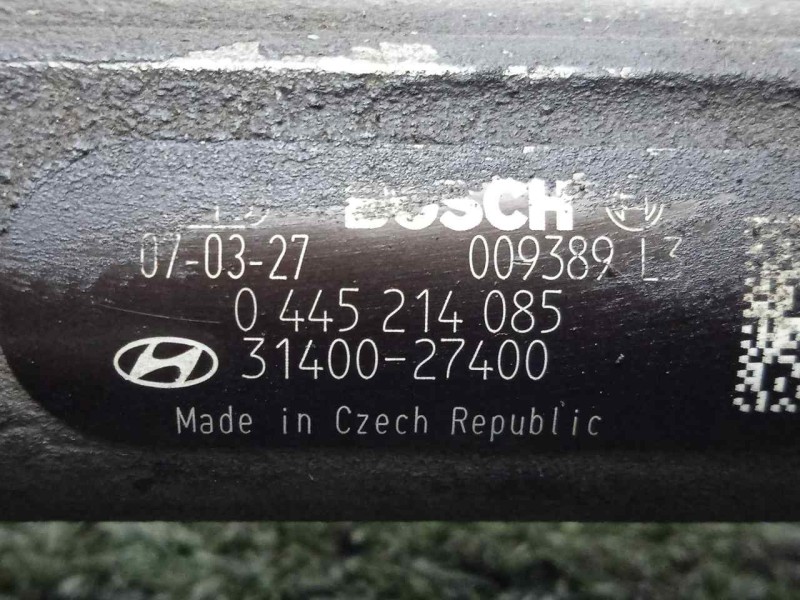 BOSCH
07-03-27 009389 L3
0 445 214 085
31400-27400
Made in Czech Republic